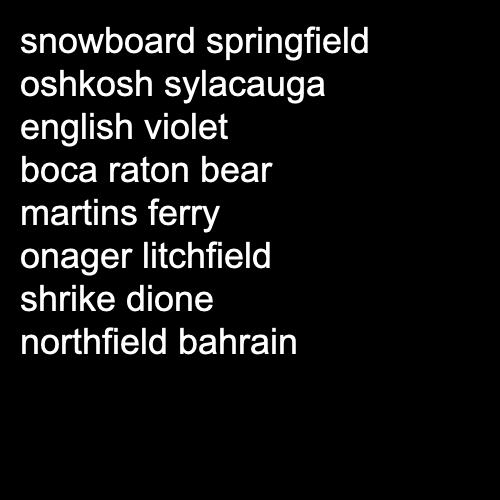 snowboard springfield
oshkosh sylacauga
english violet
boca raton bear
martins ferry
onager litchfield
shrike dione
northfield bahrain